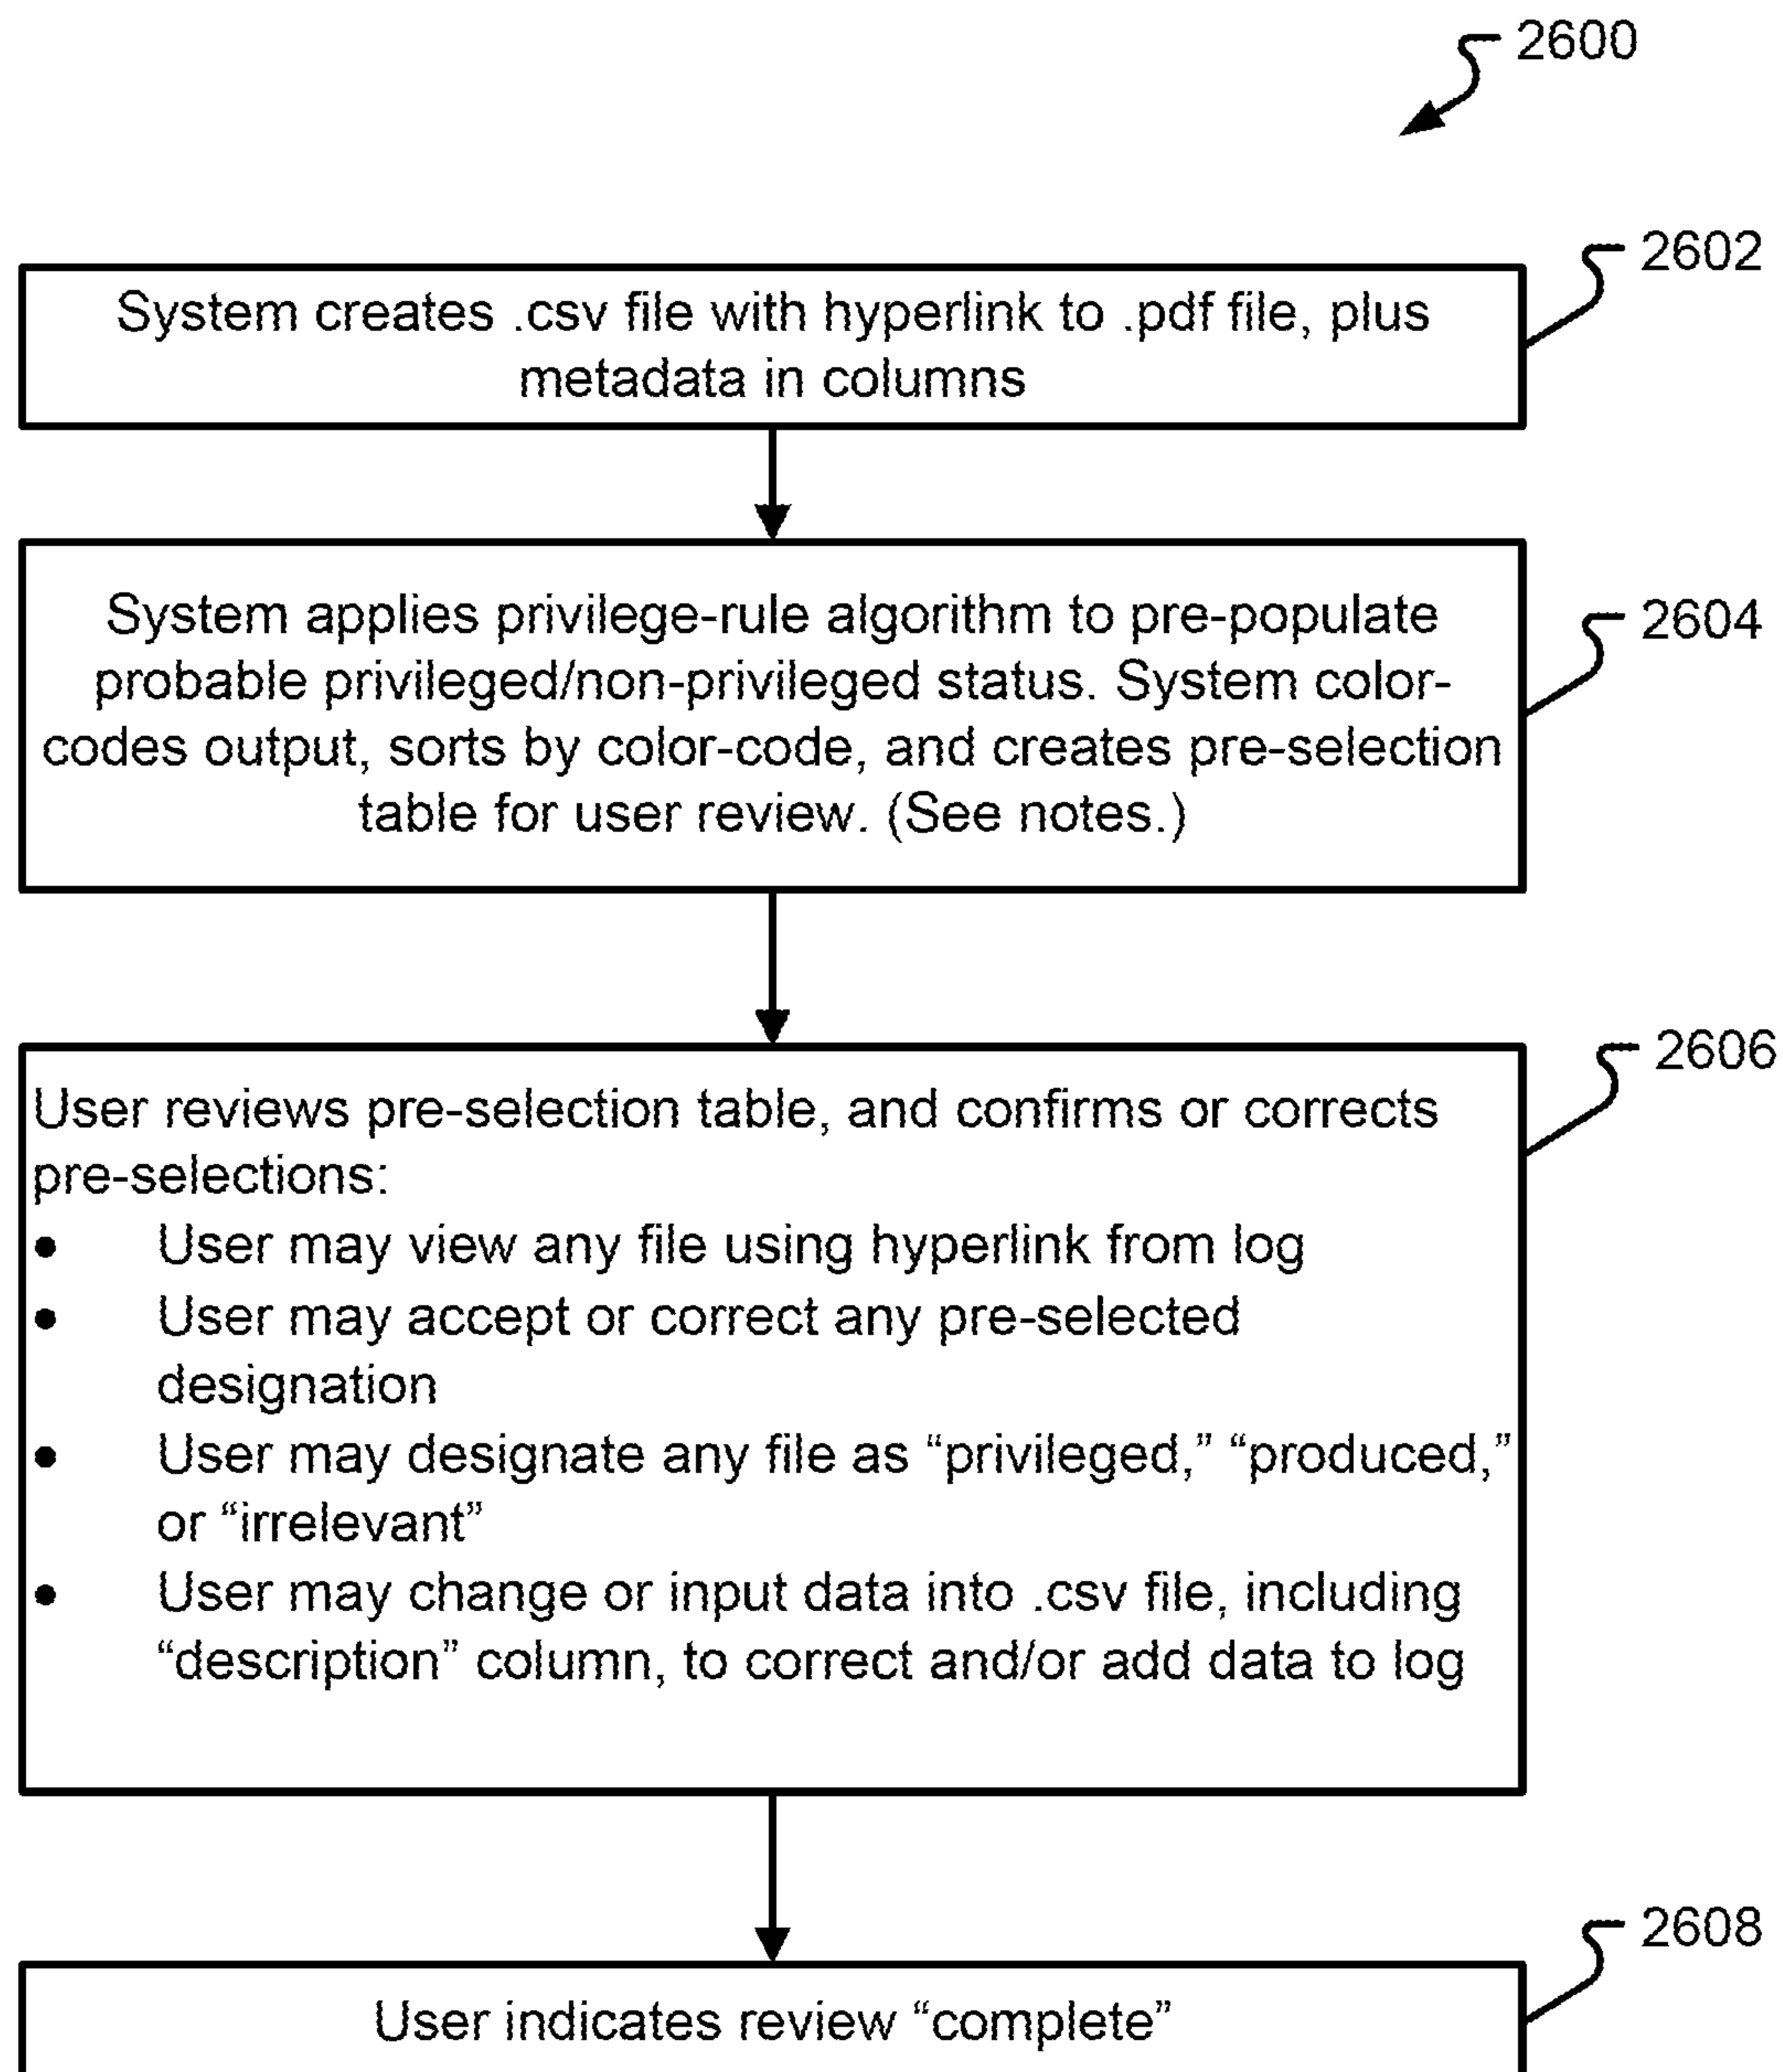 2600
2602
System creates .csv file with hyperlink to .pdf file, plus
metadata in columns
2604
System applies privilege-rule algorithm to pre-populate
probable privileged/non-privileged status. System color-
codes output, sorts by color-code, and creates pre-selection
table for user review. (See notes.)
2606
User reviews pre-selection table, and confirms or corrects
pre-selections:
• User may view any file using hyperlink from log
• User may accept or correct any pre-selected
designation
• User may designate any file as “privileged,” “produced,”
or “irrelevant”
• User may change or input data into .csv file, including
“description” column, to correct and/or add data to log
2608
User indicates review “complete”